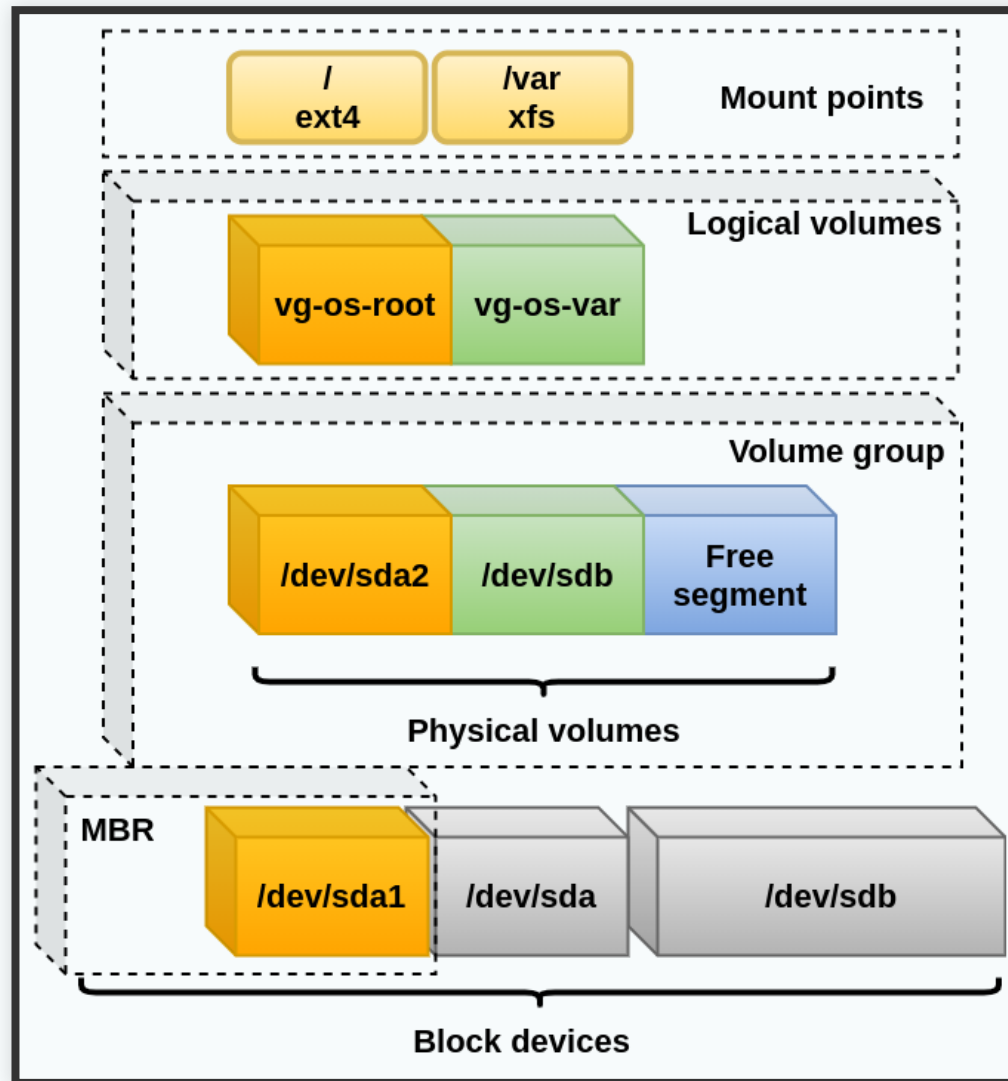 /
ext4
/var
xfs
Mount points
Logical volumes
vg-os-root
vg-os-var
Volume group
/dev/sda2
/dev/sdb
Free
segment
Physical volumes
MBR
/dev/sda1
/dev/sda
/dev/sdb
Block devices